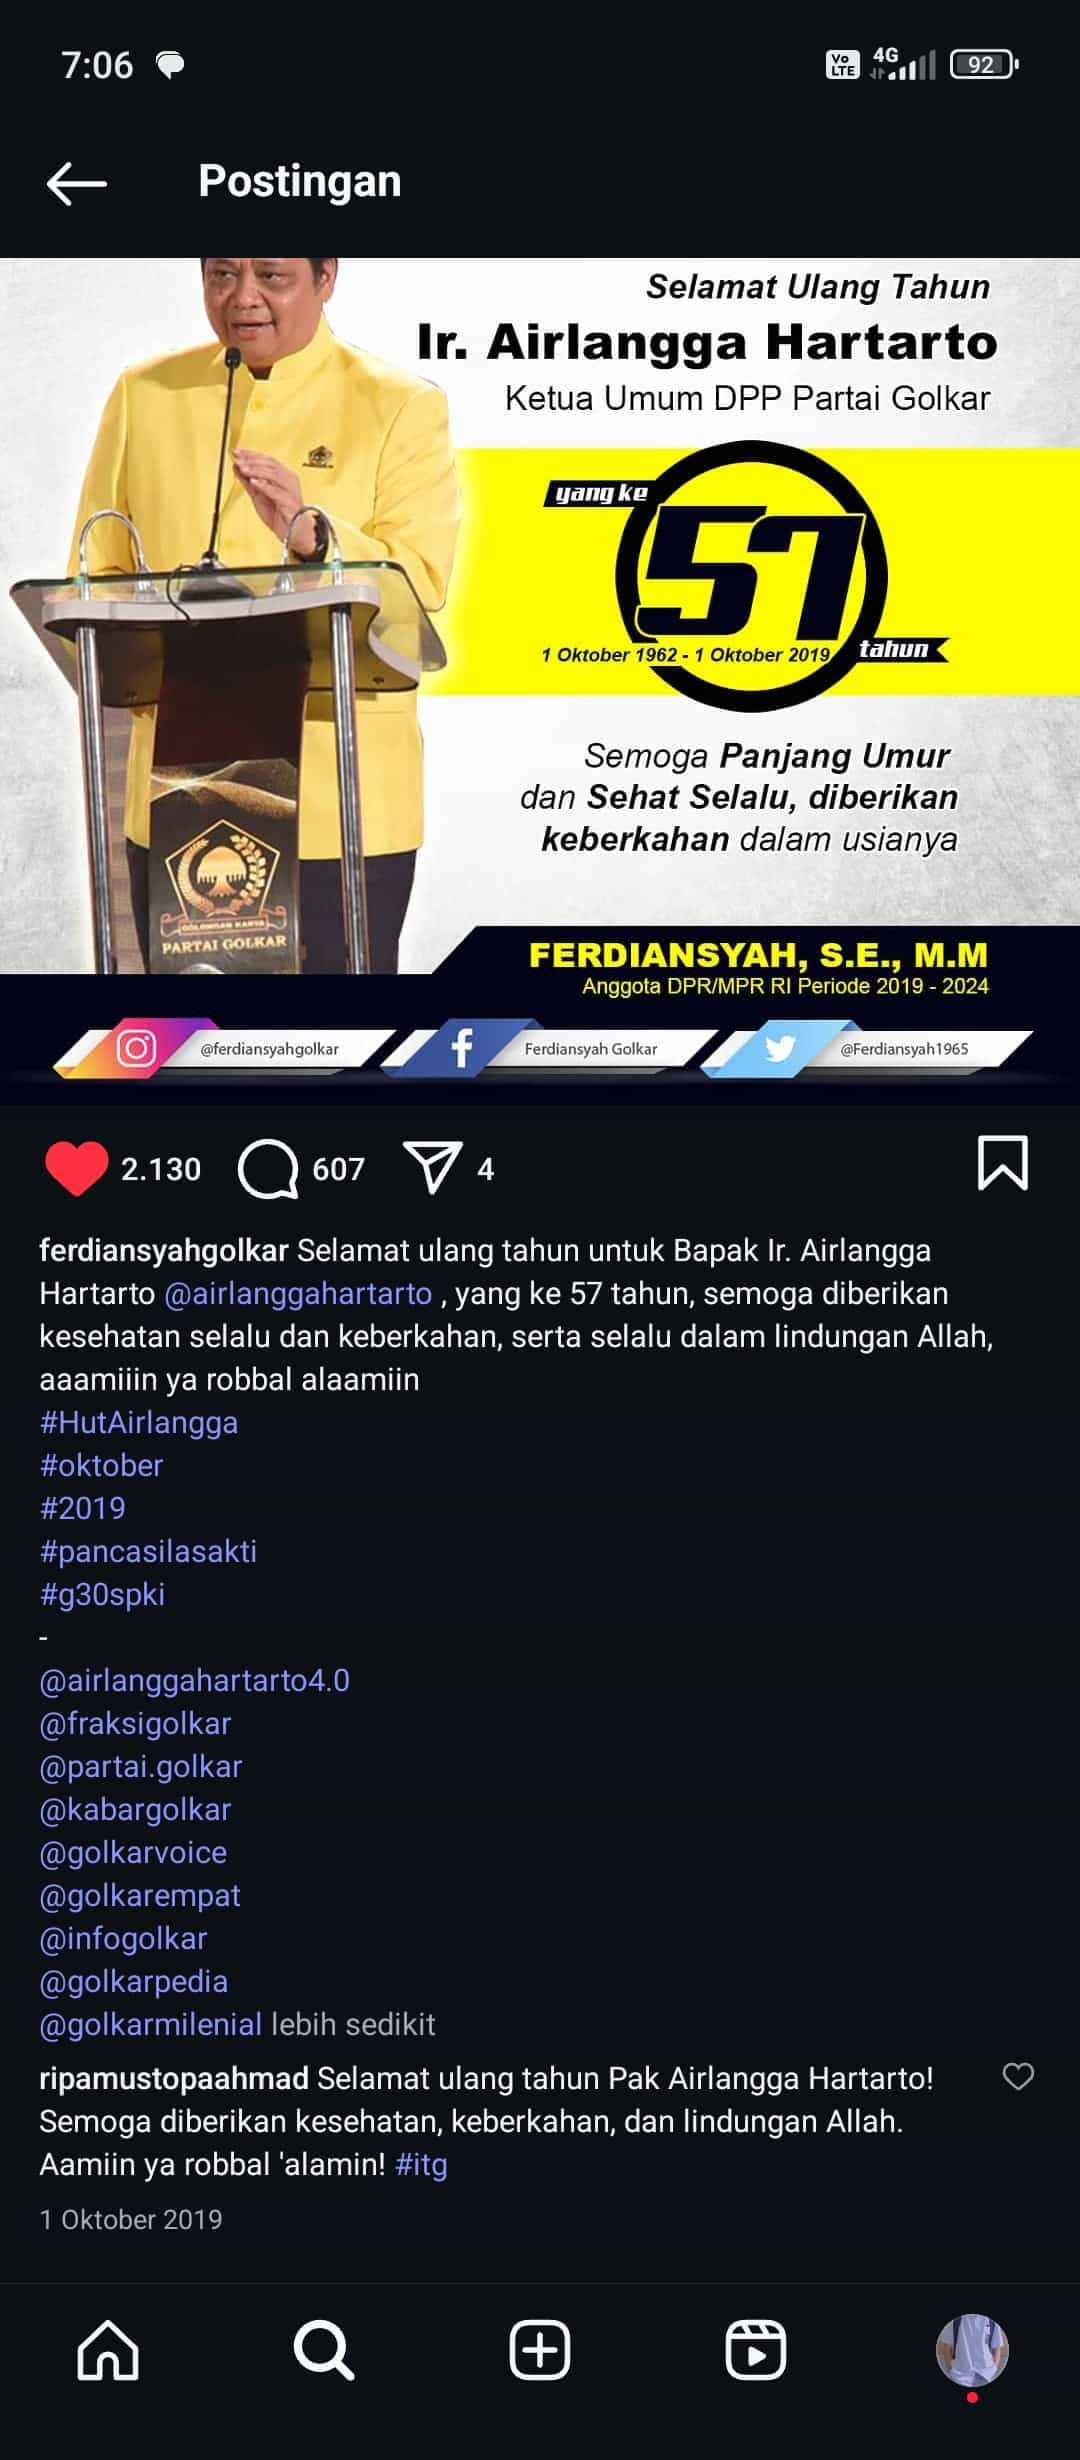 7:06
Vo LTE 4G 92
Postingan
Selamat Ulang Tahun
Ir. Airlangga Hartarto
Ketua Umum DPP Partai Golkar
yang ke
57
1 Oktober 1962 - 1 Oktober 2019
tahun
Semoga Panjang Umur
dan Sehat Selalu, diberikan
keberkahan dalam usianya
GOLONGAN KARYA
PARTAI GOLKAR
FERDIANSYAH, S.E., M.M
Anggota DPR/MPR RI Periode 2019 - 2024
@ferdiansyahgolkar Ferdiansyah Golkar @Ferdiansyah1965
2.130 607 4
ferdiansyahgolkar Selamat ulang tahun untuk Bapak Ir. Airlangga
Hartarto @airlanggahartarto , yang ke 57 tahun, semoga diberikan
kesehatan selalu dan keberkahan, serta selalu dalam lindungan Allah,
aaamiiin ya robbal alaamiin
#HutAirlangga
#oktober
#2019
#pancasilasakti
#g30spki
-
@airlanggahartarto4.0
@fraksigolkar
@partai.golkar
@kabargolkar
@golkarvoice
@golkarempat
@infogolkar
@golkarpedia
@golkarmilenial lebih sedikit
ripamustopaahmad Selamat ulang tahun Pak Airlangga Hartarto!
Semoga diberikan kesehatan, keberkahan, dan lindungan Allah.
Aamiin ya robbal 'alamin! #itg
1 Oktober 2019